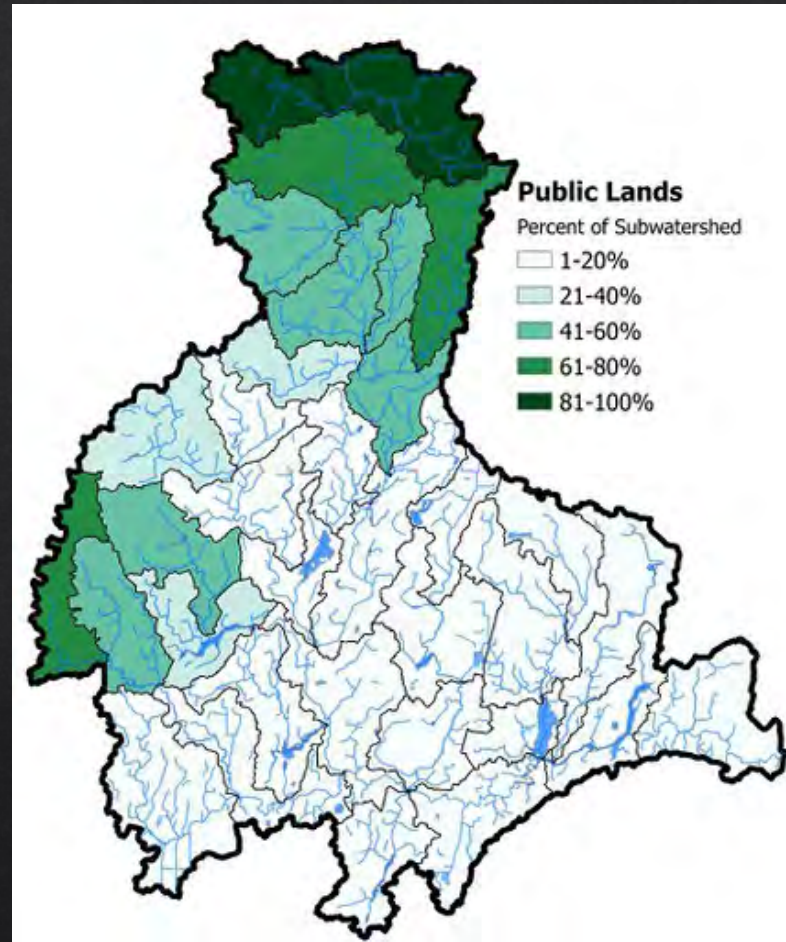 Public Lands
Percent of Subwatershed
1-20%
21-40%
41-60%
61-80%
81-100%